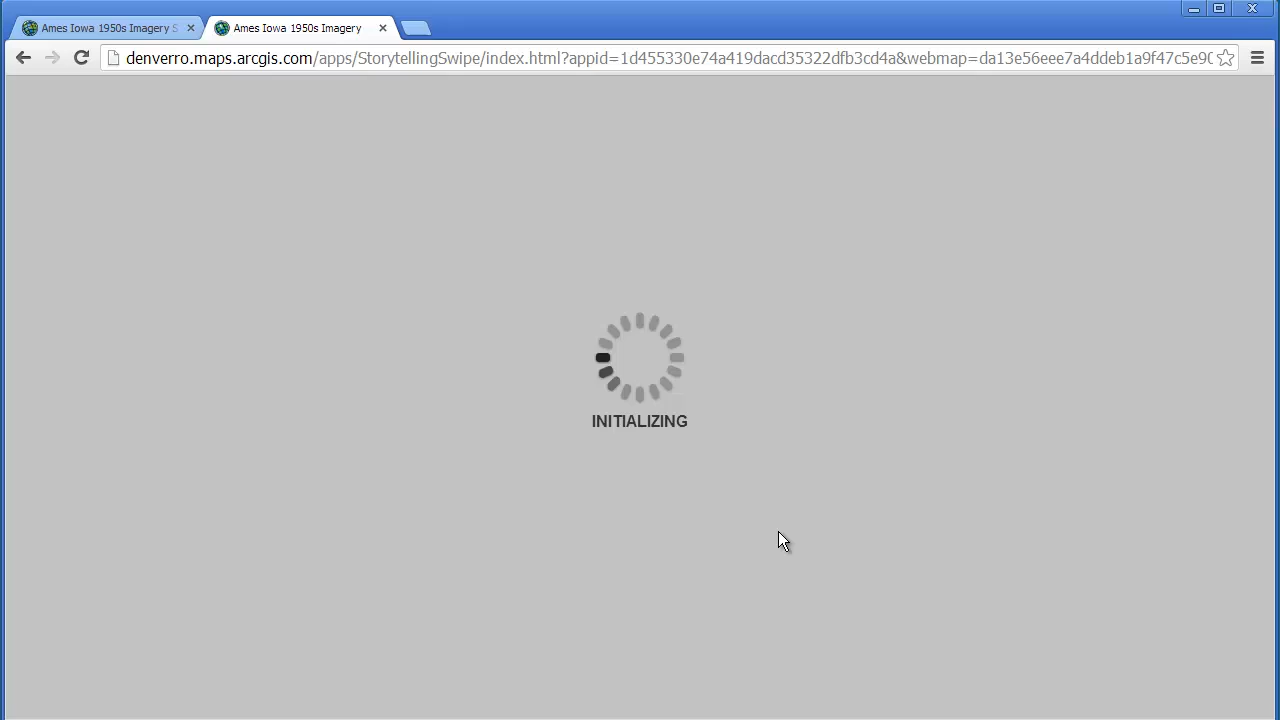 Ames Iowa 1950s Imagery S
Ames Iowa 1950s Imagery
denverro.maps.arcgis.com/apps/StorytellingSwipe/index.html?appid=1d455330e74a419dacd35322dfb3cd4a&webmap=da13e56eee7a4ddeb1a9f47c5e90
INITIALIZING